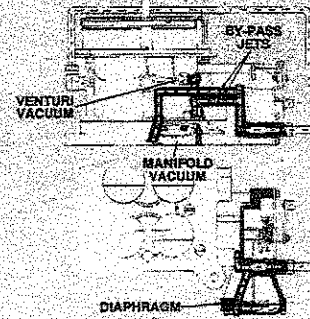 BY-PASS
JETS
VENTURI
VACUUM
MANIFOLD
VACUUM
DIAPHRAGM